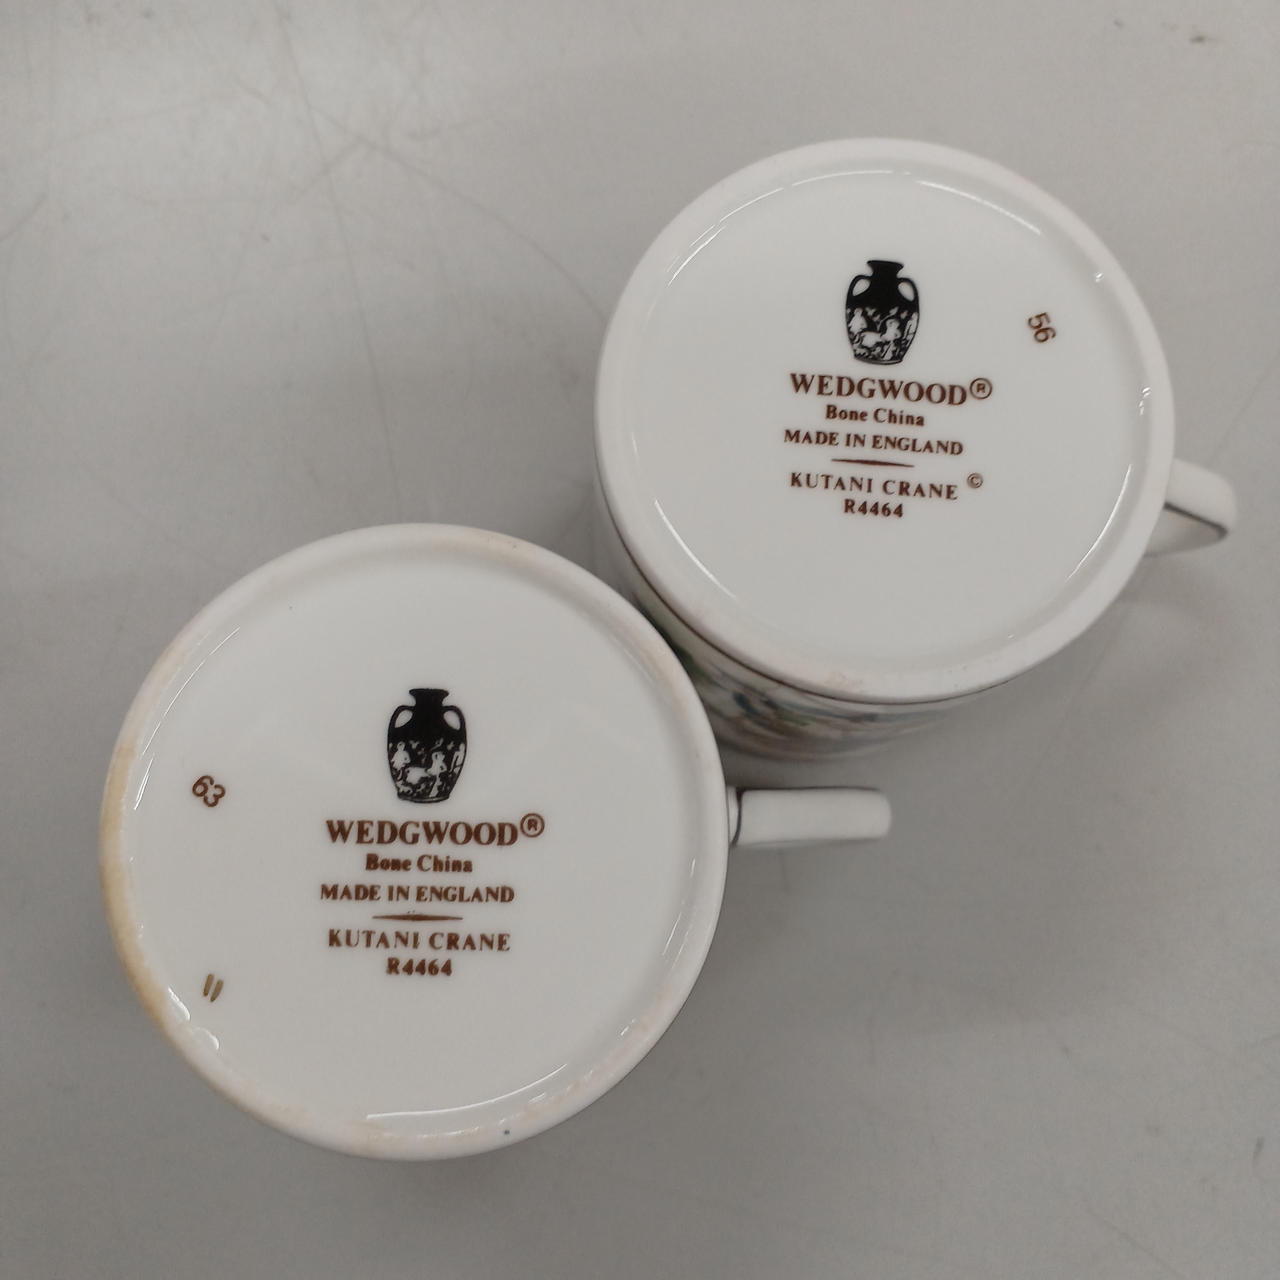 WEDGWOOD®
Bone China
MADE IN ENGLAND
KUTANI CRANE ©
R4464
56
WEDGWOOD®
Bone China
MADE IN ENGLAND
KUTANI CRANE
R4464
63